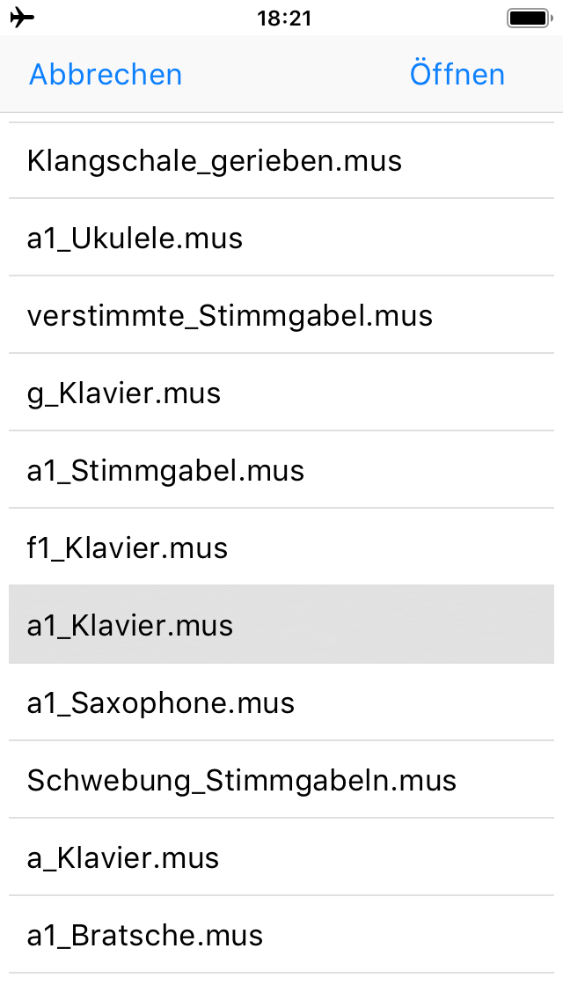 18:21
Abbrechen Öffnen
Klangschale_gerieben.mus
a1_Ukulele.mus
verstimmte_Stimmgabel.mus
g_Klavier.mus
a1_Stimmgabel.mus
f1_Klavier.mus
a1_Klavier.mus
a1_Saxophone.mus
Schwebung_Stimmgabeln.mus
a_Klavier.mus
a1_Bratsche.mus